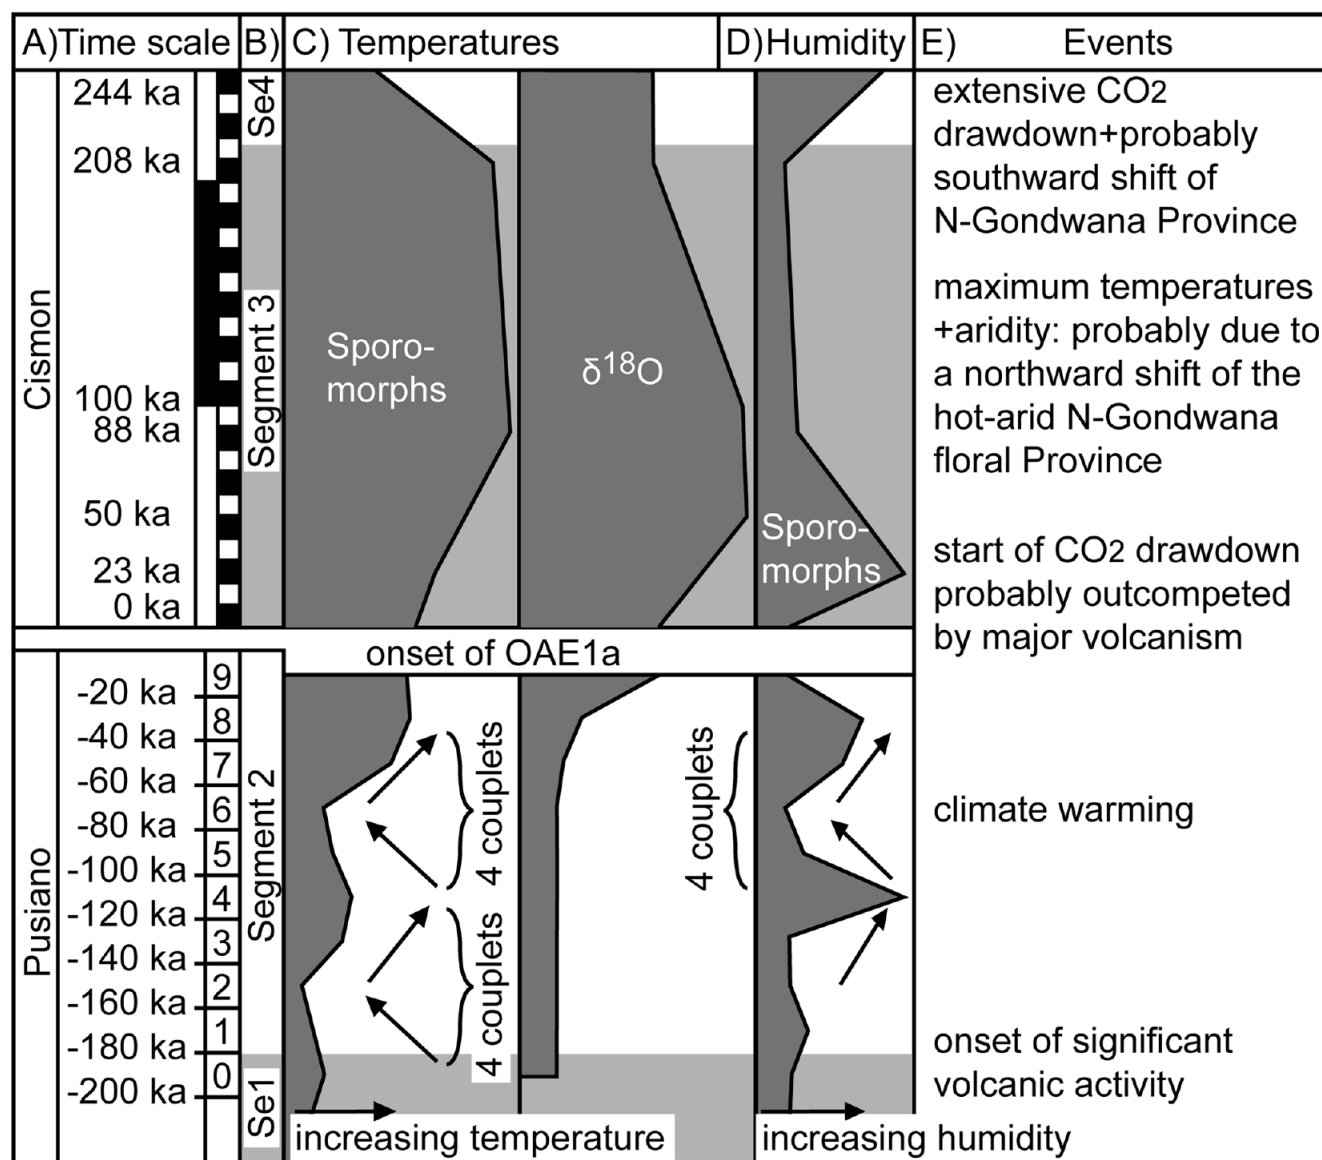 A) Time scale B) C) Temperatures D) Humidity E) Events
Cismon
244 ka
208 ka
100 ka
88 ka
50 ka
23 ka
0 ka
Se4
Segment 3
Sporo-
morphs
δ18O
Sporo-
morphs
extensive CO2
drawdown+probably
southward shift of
N-Gondwana Province
maximum temperatures
+aridity: probably due to
a northward shift of the
hot-arid N-Gondwana
floral Province
start of CO2 drawdown
probably outcompeted
by major volcanism
onset of OAE1a
Pusiano
-20 ka
-40 ka
-60 ka
-80 ka
-100 ka
-120 ka
-140 ka
-160 ka
-180 ka
-200 ka
9
8
7
6
5
4
3
2
1
0
Segment 2
Se1
4 couplets
4 couplets
4 couplets
climate warming
onset of significant
volcanic activity
increasing temperature
increasing humidity